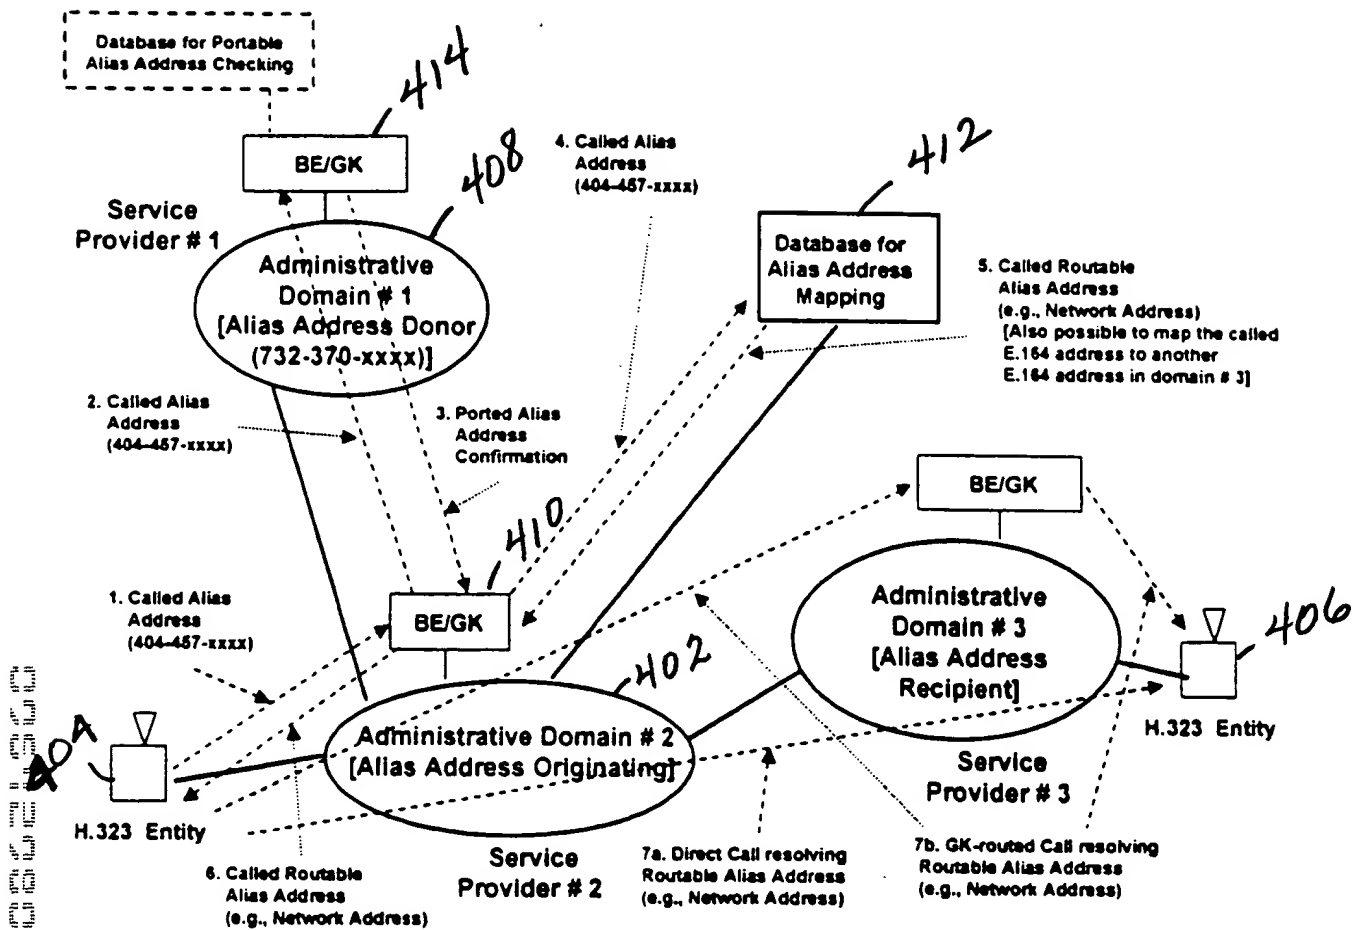 Database for Portable
Alias Address Checking
414
BE/GK
408
4. Called Alias
Address
(404-457-xxxx)
412
Service
Provider # 1
Administrative
Domain # 1
[Alias Address Donor
(732-370-xxxx)]
Database for
Alias Address
Mapping
5. Called Routable
Alias Address
(e.g., Network Address)
[Also possible to map the called
E.164 address to another
E.164 address in domain # 3]
2. Called Alias
Address
(404-457-xxxx)
3. Ported Alias
Address
Confirmation
BE/GK
410
1. Called Alias
Address
(404-457-xxxx)
BE/GK
402
Administrative
Domain # 3
[Alias Address
Recipient]
406
H.323 Entity
404
H.323 Entity
Administrative Domain # 2
[Alias Address Originating]
Service
Provider # 3
Service
Provider # 2
6. Called Routable
Alias Address
(e.g., Network Address)
7a. Direct Call resolving
Routable Alias Address
(e.g., Network Address)
7b. GK-routed Call resolving
Routable Alias Address
(e.g., Network Address)